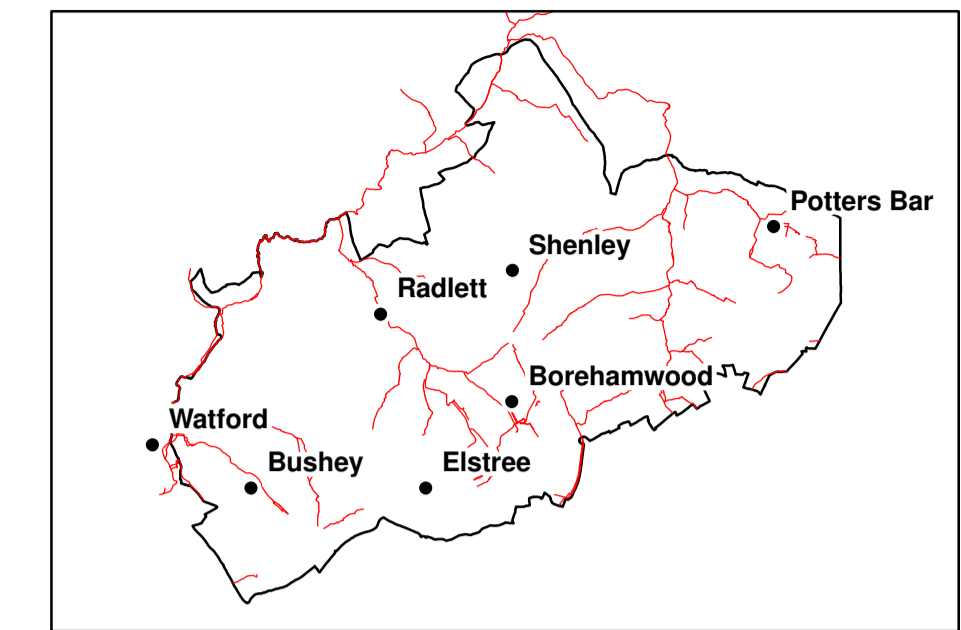 Potters Bar
Shenley
Radlett
Borehamwood
Watford
Bushey
Elstree